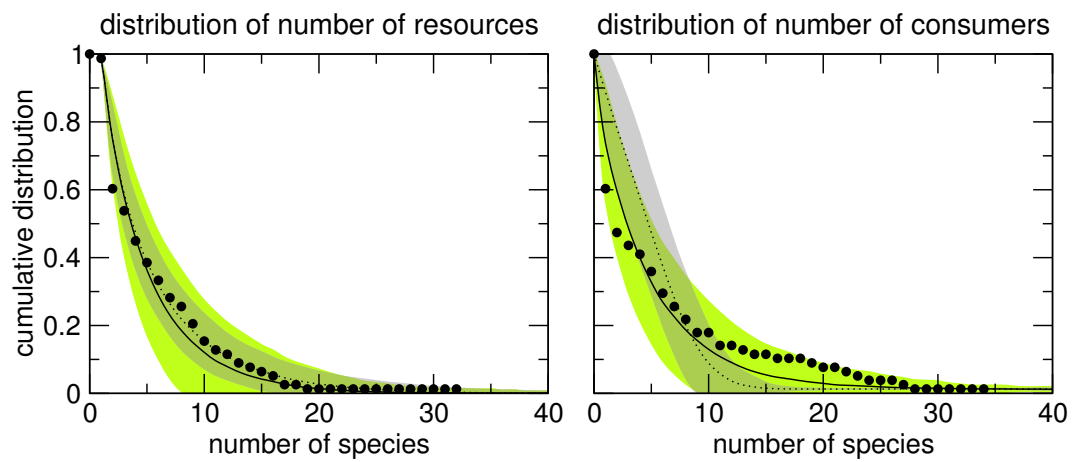 distribution of number of resources
distribution of number of consumers
cumulative distribution
1
0.8
0.6
0.4
0.2
0
0 10 20 30 40
0 10 20 30 40
number of species
number of species